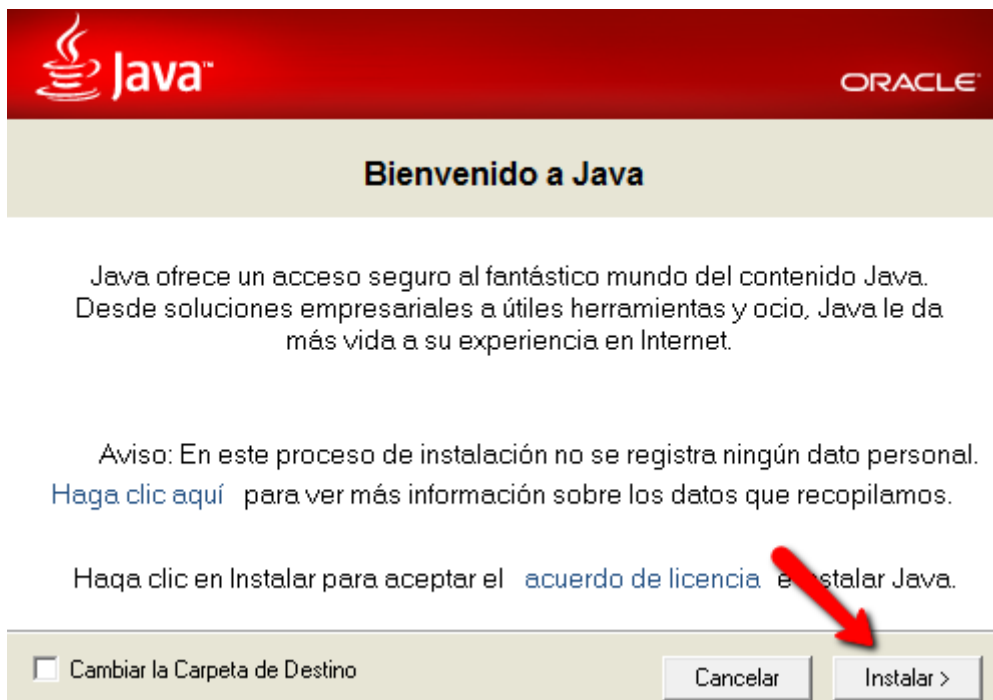 Java™
ORACLE®
Bienvenido a Java
Java ofrece un acceso seguro al fantástico mundo del contenido Java.
Desde soluciones empresariales a útiles herramientas y ocio, Java le da
más vida a su experiencia en Internet.
Aviso: En este proceso de instalación no se registra ningún dato personal.
Haga clic aquí para ver más información sobre los datos que recopilamos.
Haga clic en Instalar para aceptar el acuerdo de licencia e instalar Java.
Cambiar la Carpeta de Destino
Cancelar
Instalar >